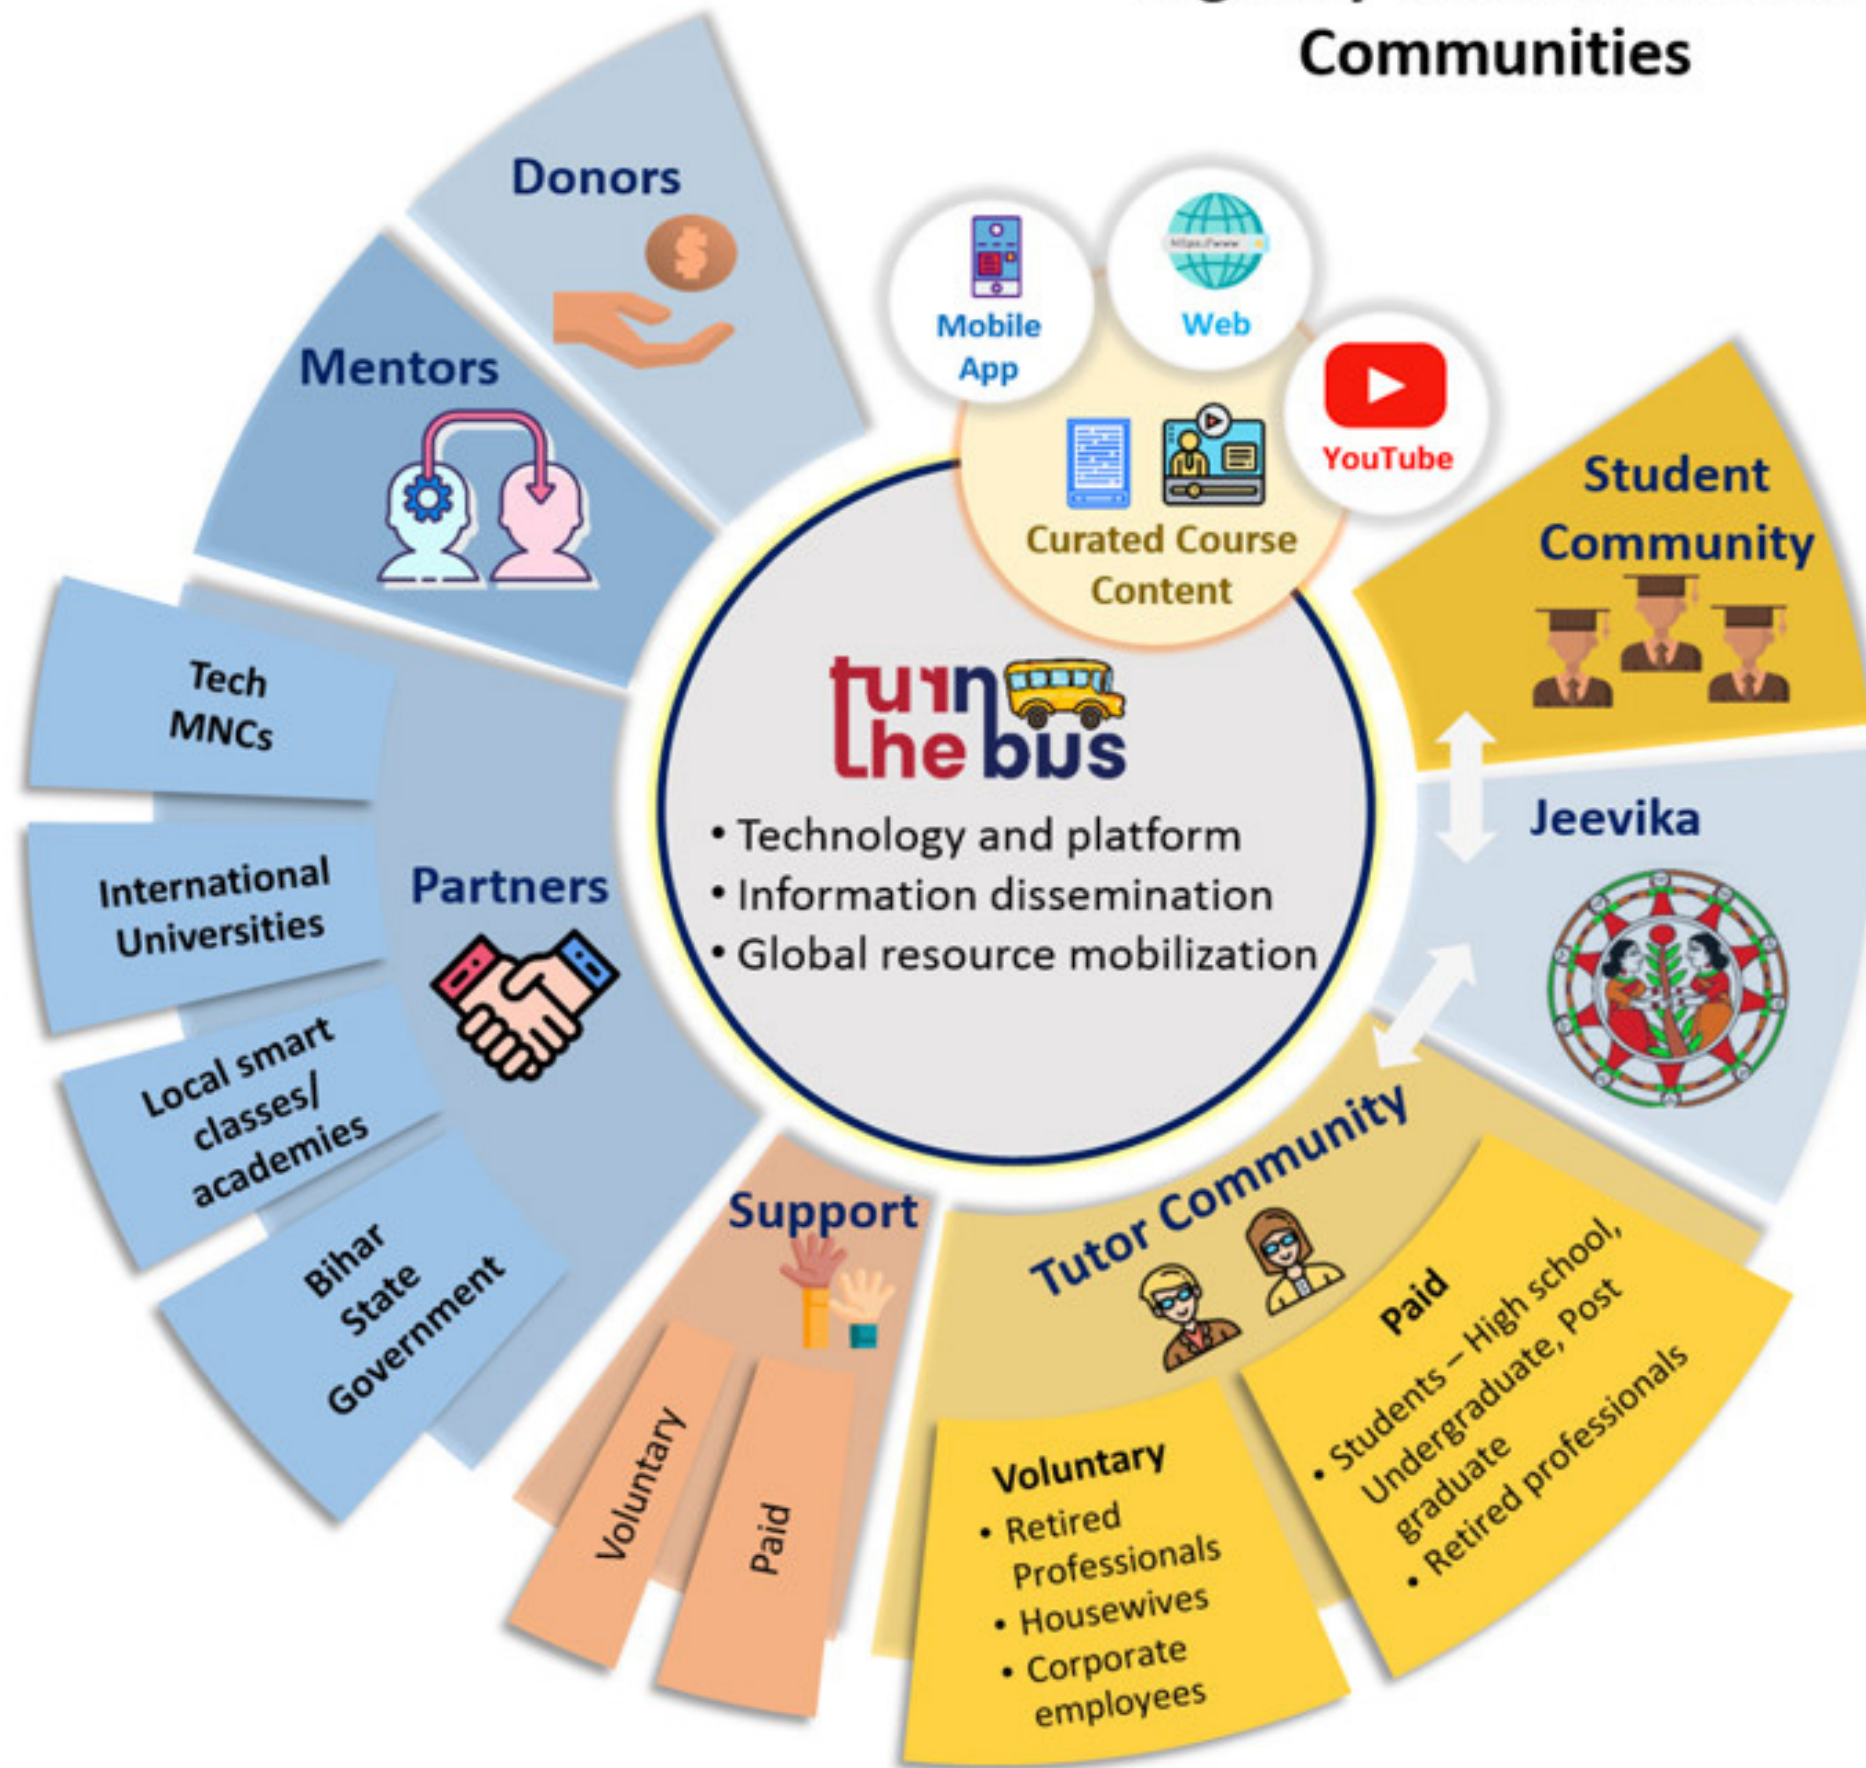 Communities
Donors
Mentors
Mobile
App
Web
https://www
YouTube
Curated Course
Content
Student
Community
Jeevika
turn
the bus
• Technology and platform
• Information dissemination
• Global resource mobilization
Partners
Tech
MNCs
International
Universities
Local smart
classes/
academies
Bihar
State
Government
Support
Voluntary
Paid
Tutor Community
Voluntary
• Retired
Professionals
• Housewives
• Corporate
employees
Paid
• Students – High school,
Undergraduate, Post
graduate
• Retired professionals